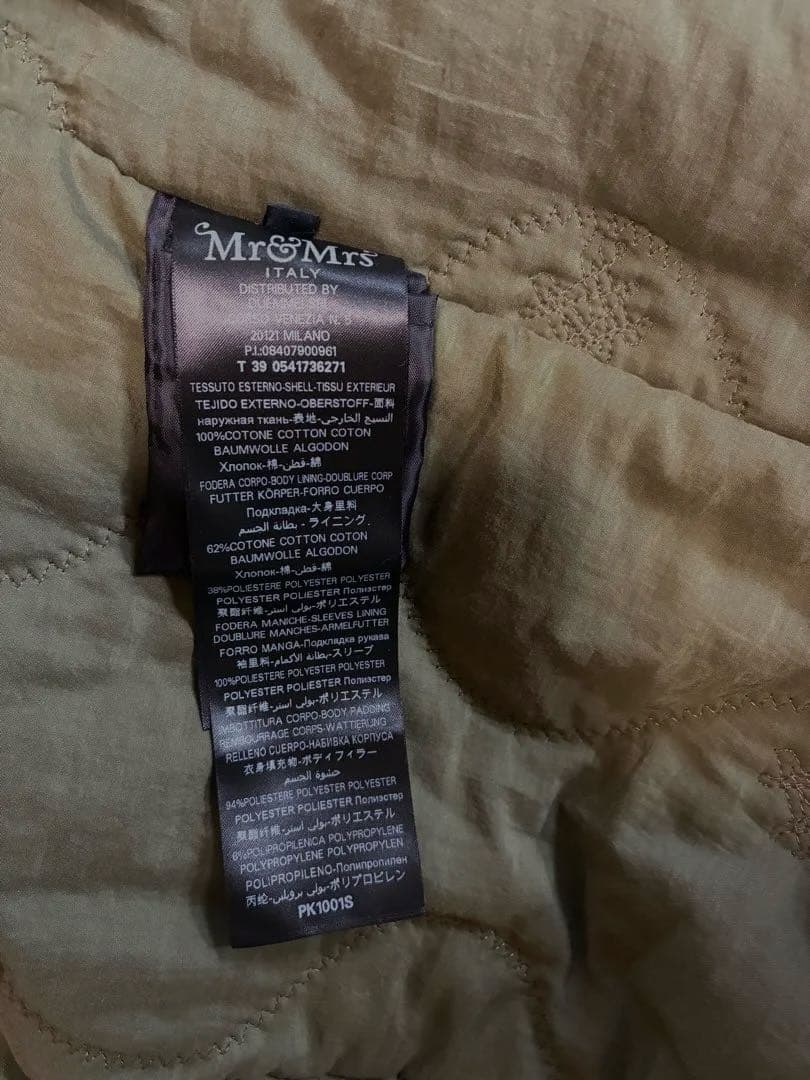 Mr&Mrs
ITALY
DISTRIBUTED BY
VENEZIA N. 5
20121 MILANO
P.I.:08407900961
T 39 0541736271
TESSUTO ESTERNO-SHELL-TISSU EXTERIEUR
TEJIDO EXTERNO-OBERSTOFF-面料
наружная ткань-表地-النسيج الخارجي
100%COTONE COTTON COTON
BAUMWOLLE ALGODON
Хлопок-棉-قطن-綿
FODERA CORPO-BODY LINING-DOUBLURE CORP
FUTTER KÖRPER-FORRO CUERPO
Подкладка-大身里料
بطانة الجسم - ライニング.
62%COTONE COTTON COTON
BAUMWOLLE ALGODON
Хлопок-棉-قطن-綿
38%POLIESTERE POLYESTER POLYESTER
POLYESTER POLIESTER Полиэстер
聚酯纤维-بولي استر-ポリエステル
FODERA MANICHE-SLEEVES LINING
DOUBLURE MANCHES-ARMELFUTTER
FORRO MANGA-Подкладка рукава
袖里料-بطانة الأكمام-スリーブ
100%POLIESTERE POLYESTER POLYESTER
POLYESTER POLIESTER Полиэстер
聚酯纤维-بولي استر-ポリエステル
IMBOTTITURA CORPO-BODY PADDING
REMBOURRAGE CORPS-WATTIERUNG
RELLENO CUERPO-НАБИВКА КОРПУСА
衣身填充物-ボディフィラー
حشوة الجسم
94%POLIESTERE POLYESTER POLYESTER
POLYESTER POLIESTER Полиэстер
聚酯纤维-بولي استر-ポリエステル
6%POLIPROPILENICA POLYPROPYLENE
POLYPROPYLENE POLYPROPYLEN
POLIPROPILENO-Полипропилен
丙纶-بولي بروبلين-ポリプロピレン
PK1001S